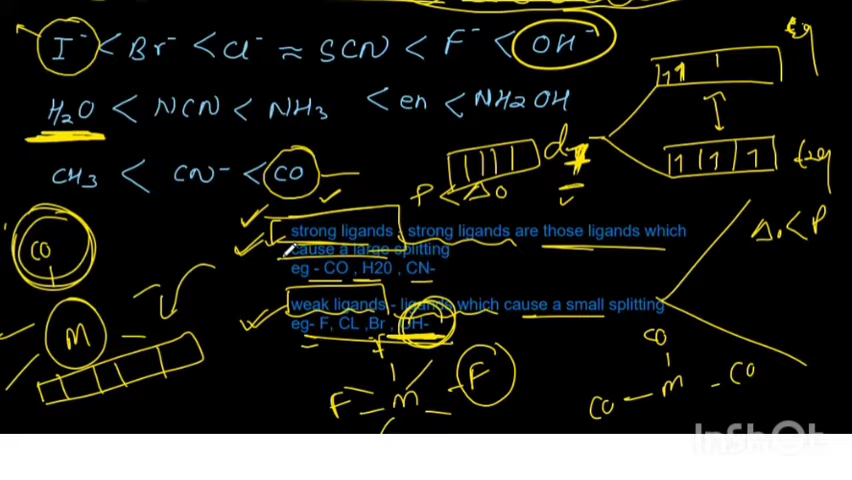 I⁻ < Br⁻ < Cl⁻ ≈ SCN < F⁻ < OH⁻
eg
H₂O < NCN < NH₃ < en < NH2OH
t2g
CH₃ < CN⁻ < CO
P < Δo
Δo < P
strong ligands - strong ligands are those ligands which
cause a large splitting
eg - CO , H20 , CN-
weak ligands - ligands which cause a small splitting
eg- F, CL ,Br , OH-
CO
M
F
F M F
CO
CO M CO
InShot